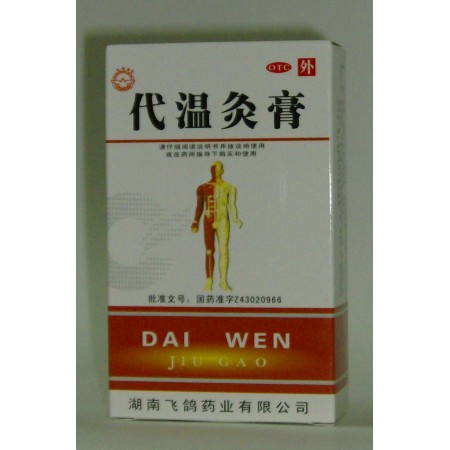 OTC 外
代温灸膏
请仔细阅读说明书并按说明使用
或在药师指导下购买和使用
批准文号：国药准字Z43020966
DAI WEN
JIU GAO
湖南飞鸽药业有限公司